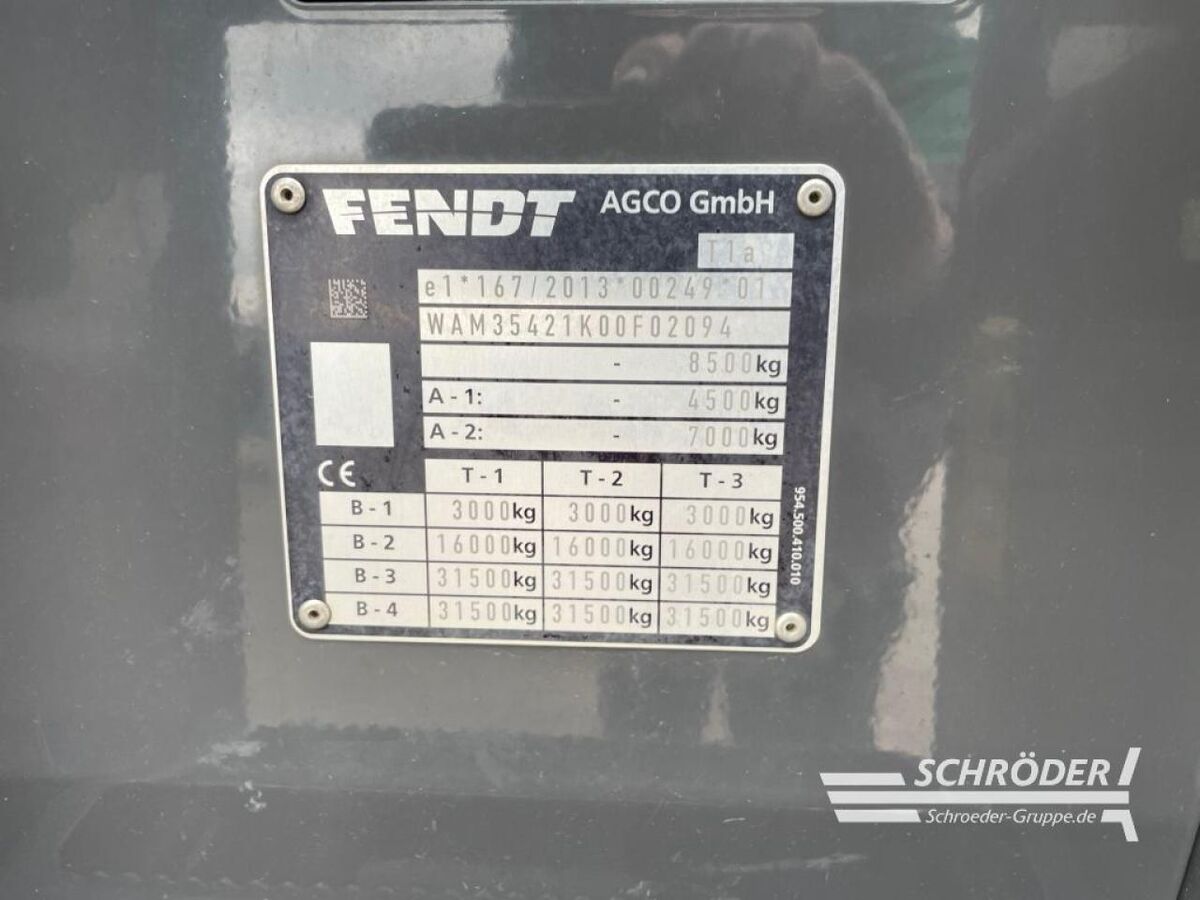 FENDT AGCO GmbH
T1a
e1*167/2013*00249*01
WAM35421K00F02094
- 8500kg
A - 1: - 4500kg
A - 2: - 7000kg
CE T - 1 T - 2 T - 3
B - 1 3000kg 3000kg 3000kg
B - 2 16000kg 16000kg 16000kg
B - 3 31500kg 31500kg 31500kg
B - 4 31500kg 31500kg 31500kg
954.500.410.010
SCHRÖDER
Schroeder-Gruppe.de